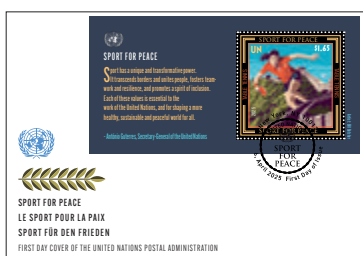 SPORT FOR PEACE
Sport has a unique and transformative power.
It transcends borders and unites people, fosters team-
work and resilience, and promotes a spirit of inclusion.
Each of these values is essential to the
work of the United Nations, and for shaping a more
healthy, sustainable and peaceful world for all.
- António Guterres, Secretary-General of the United Nations
SPORT FOR PEACE
UN
$1.65
SPORT FOR PEACE
SPORT
FOR
PEACE
April 2025 First Day of Issue
SPORT FOR PEACE
LE SPORT POUR LA PAIX
SPORT FÜR DEN FRIEDEN
FIRST DAY COVER OF THE UNITED NATIONS POSTAL ADMINISTRATION